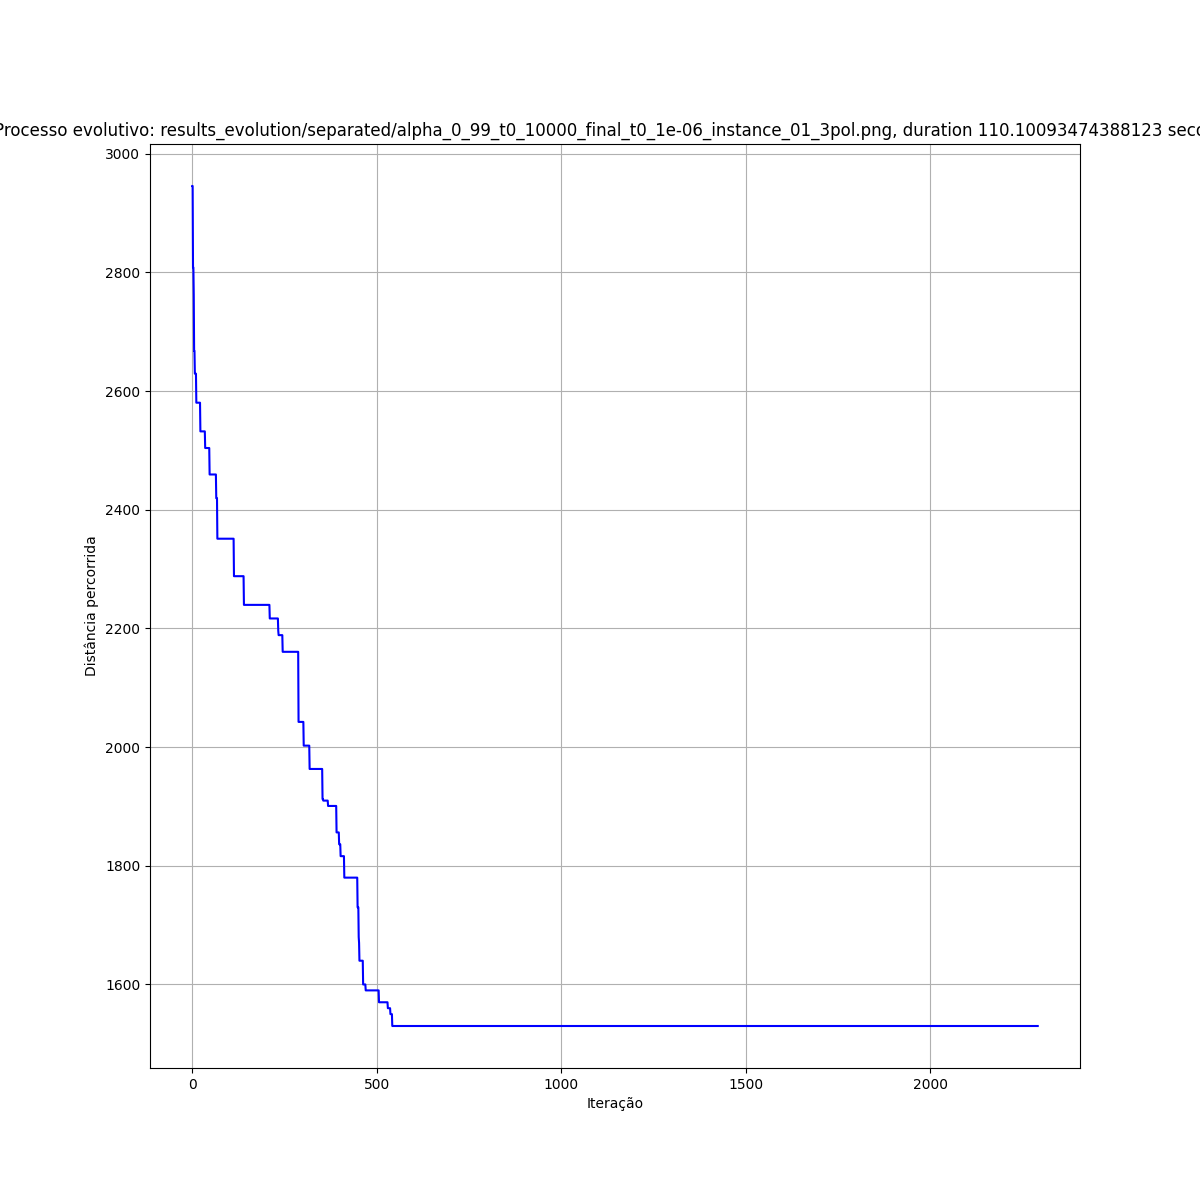 Processo evolutivo: results_evolution/separated/alpha_0_99_t0_10000_final_t0_1e-06_instance_01_3pol.png, duration 110.10093474388123 seco
3000
2800
2600
2400
2200
2000
1800
1600
Distância percorrida
0 500 1000 1500 2000
Iteração